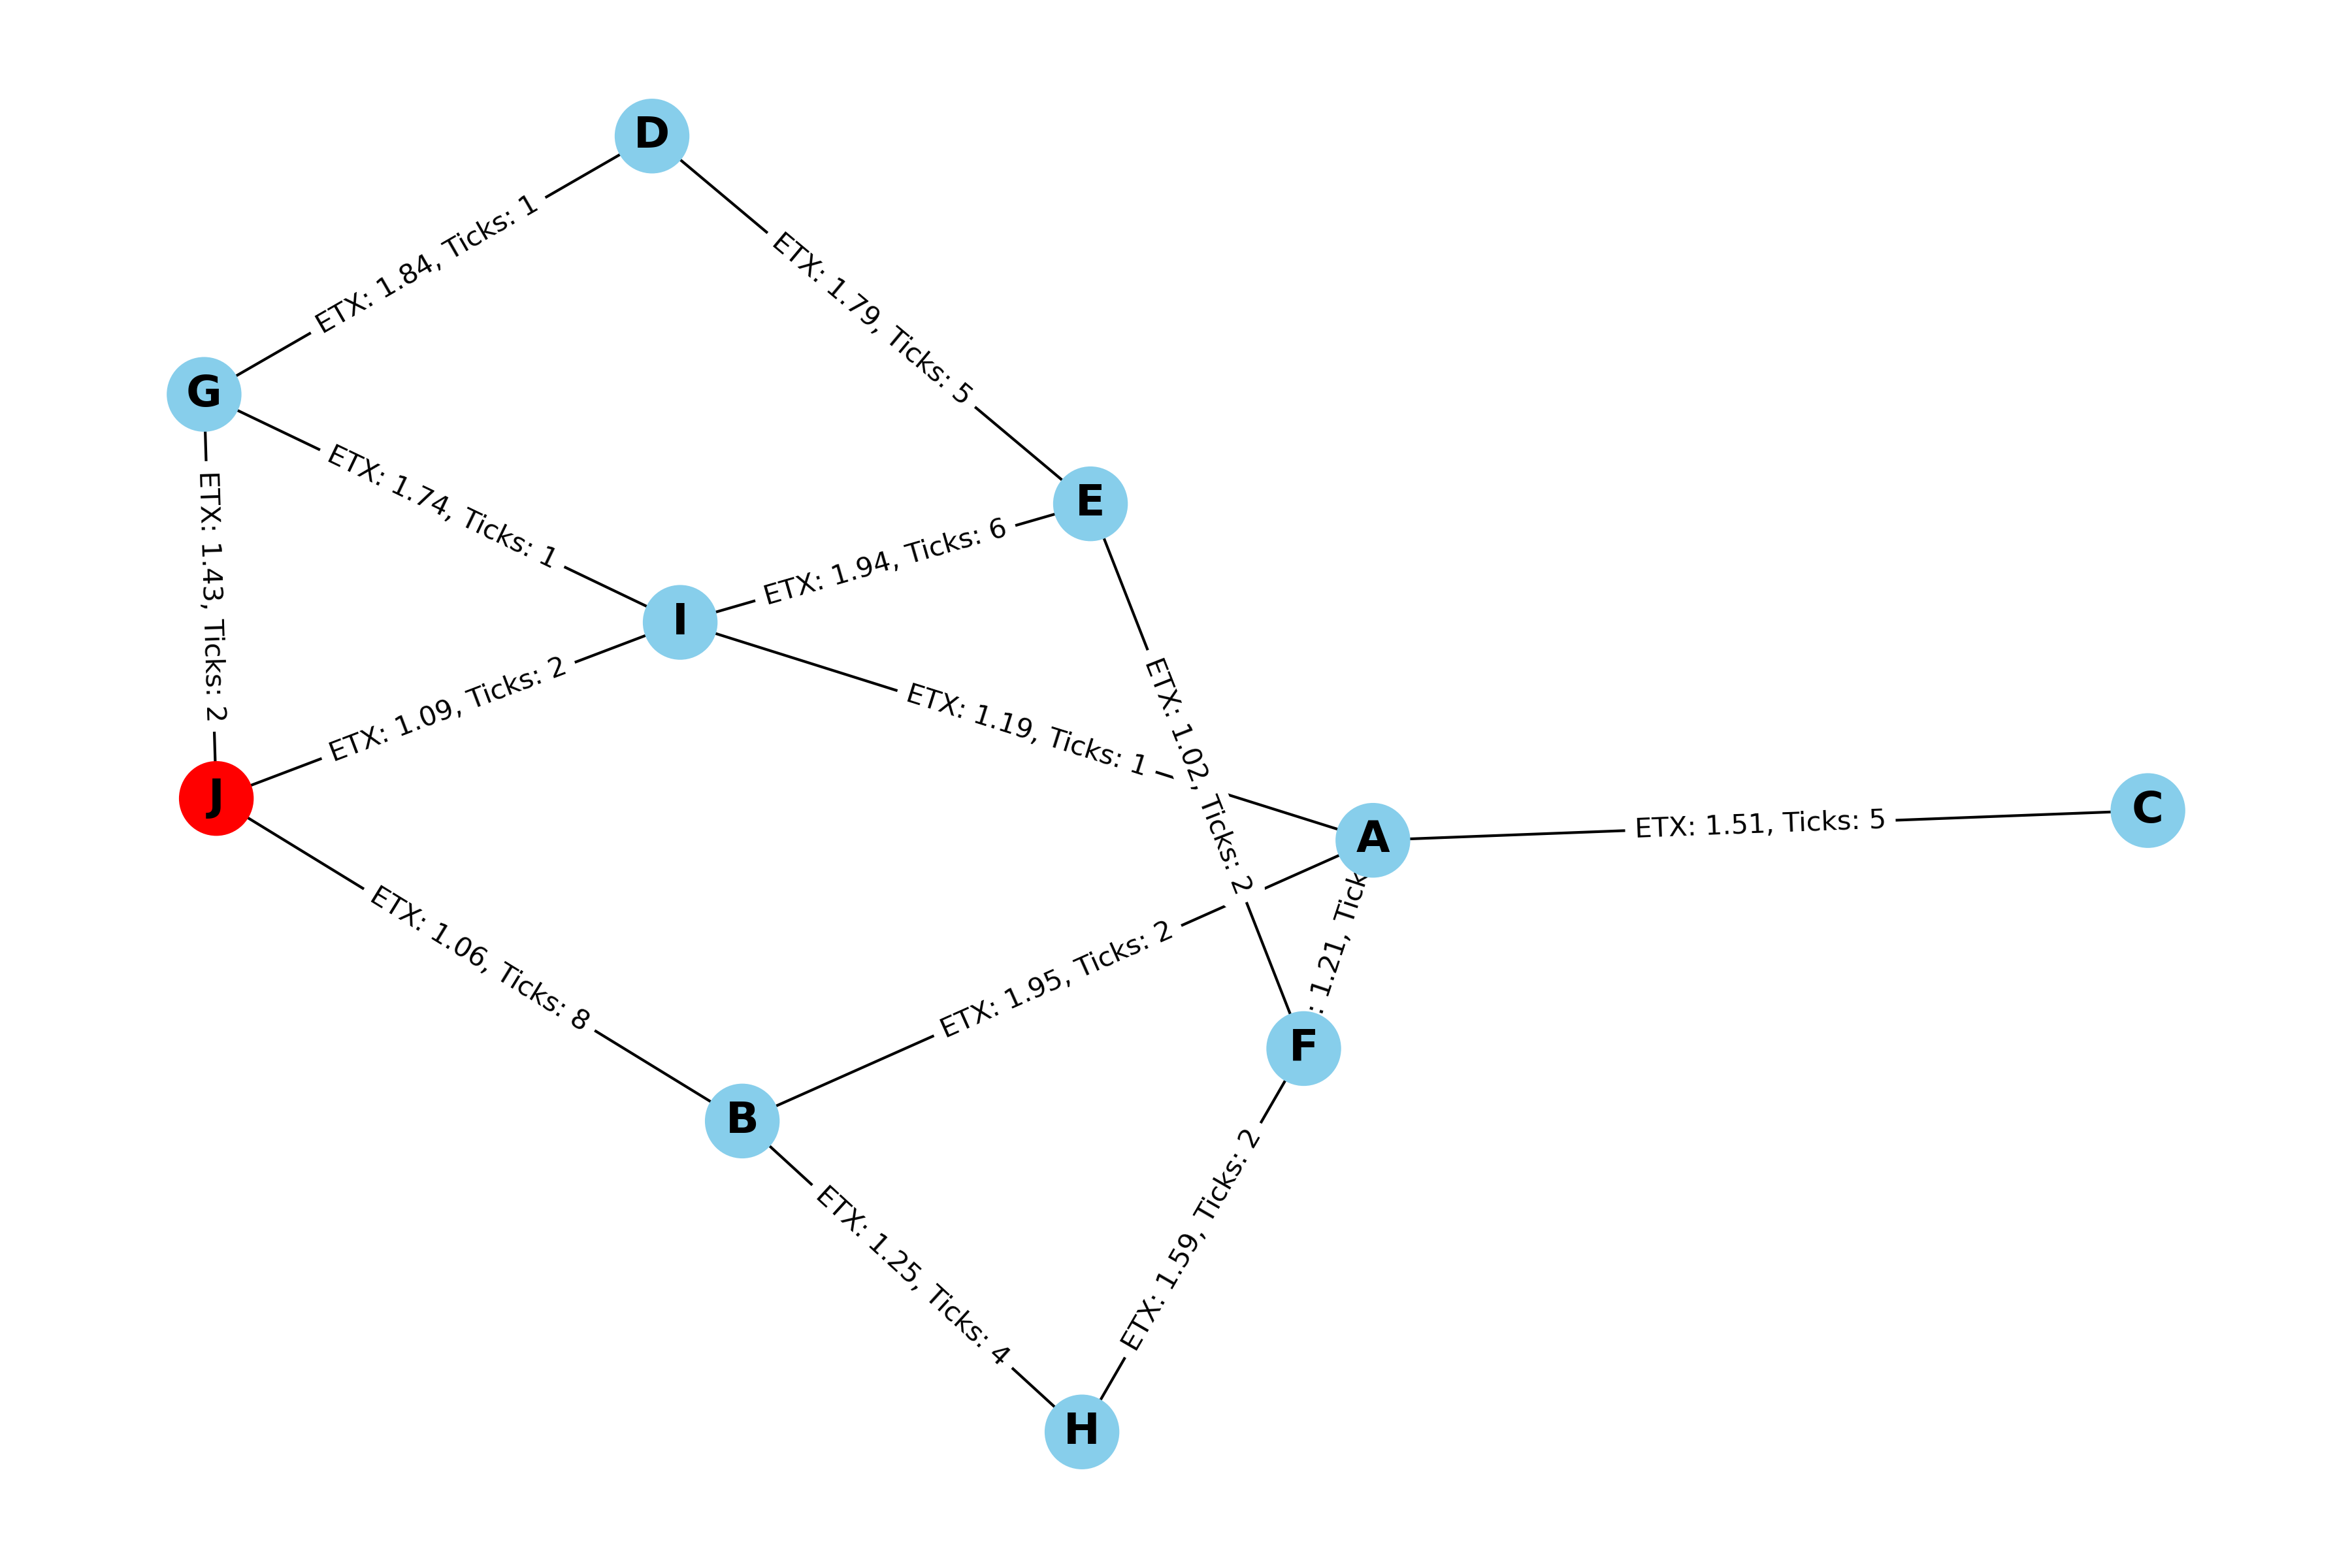 D
ETX: 1.84, Ticks: 1
ETX: 1.79, Ticks: 5
G
ETX: 1.74, Ticks: 1
E
ETX: 1.43, Ticks: 2
ETX: 1.94, Ticks: 6
I
ETX: 1.09, Ticks: 2
ETX: 1.19, Ticks: 1
ETX: 1.02, Ticks: 2
J
A
ETX: 1.51, Ticks: 5
C
ETX: 1.06, Ticks: 8
ETX: 1.95, Ticks: 2
: 1.21, Tick
F
B
ETX: 1.25, Ticks: 4
ETX: 1.59, Ticks: 2
H